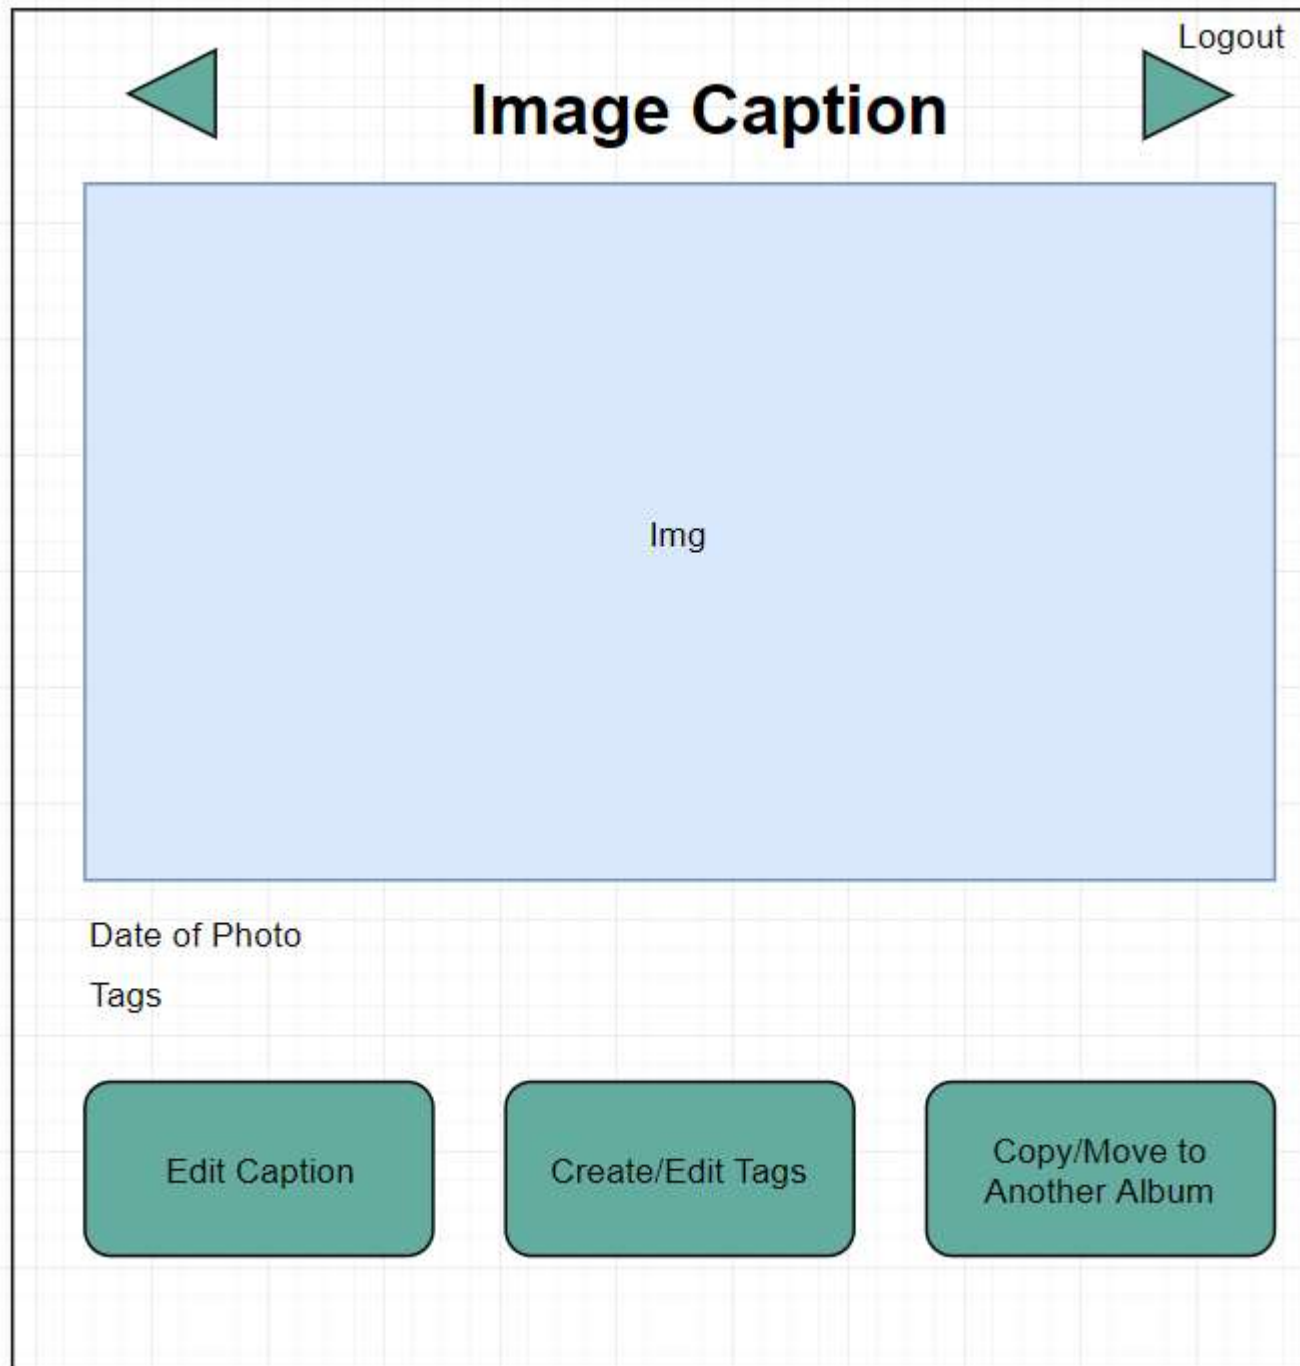 Logout
Image Caption
Img
Date of Photo
Tags
Edit Caption
Create/Edit Tags
Copy/Move to
Another Album